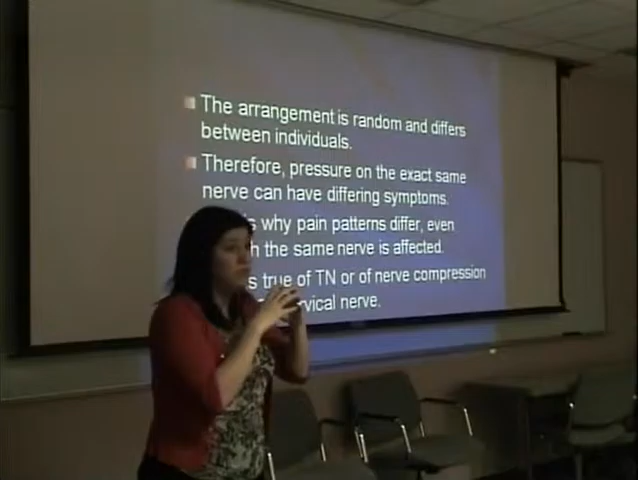 The arrangement is random and differs
between individuals.
Therefore, pressure on the exact same
nerve can have differing symptoms.
s why pain patterns differ, even
h the same nerve is affected.
s true of TN or of nerve compression
rvical nerve.